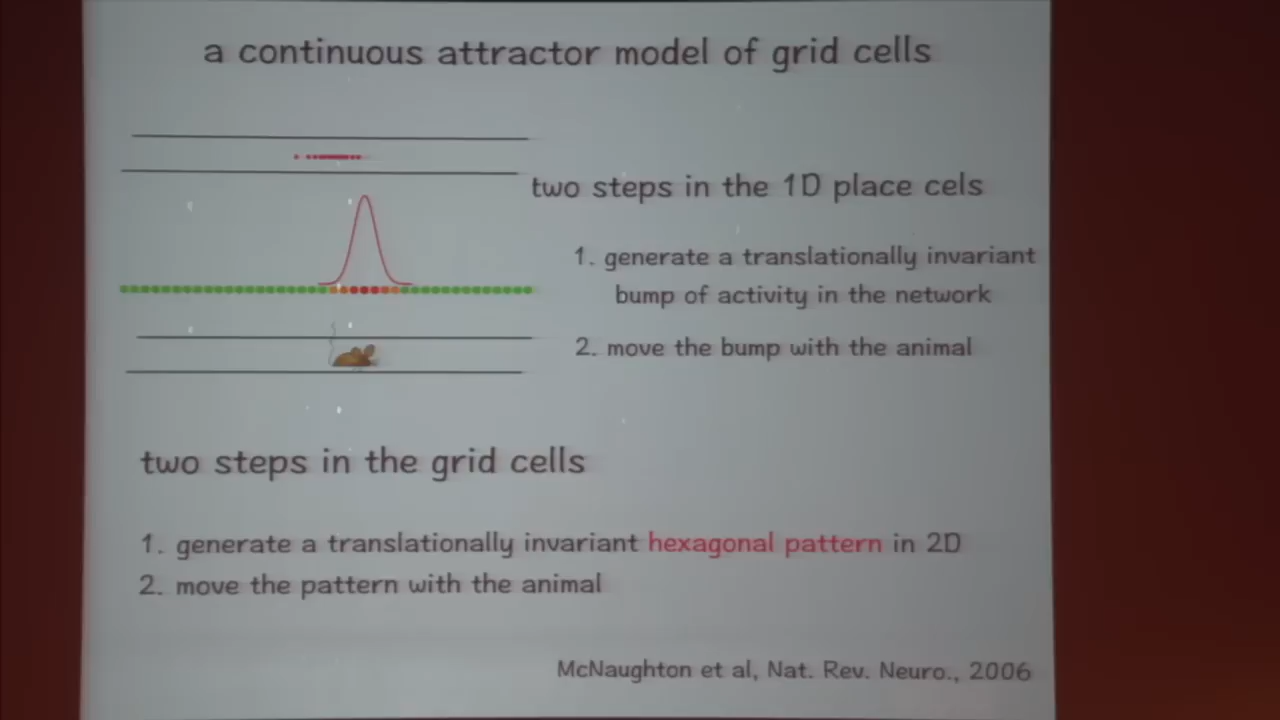 a continuous attractor model of grid cells
two steps in the 1D place cels
1. generate a translationally invariant
bump of activity in the network
2. move the bump with the animal
two steps in the grid cells
1. generate a translationally invariant hexagonal pattern in 2D
2. move the pattern with the animal
McNaughton et al, Nat. Rev. Neuro., 2006